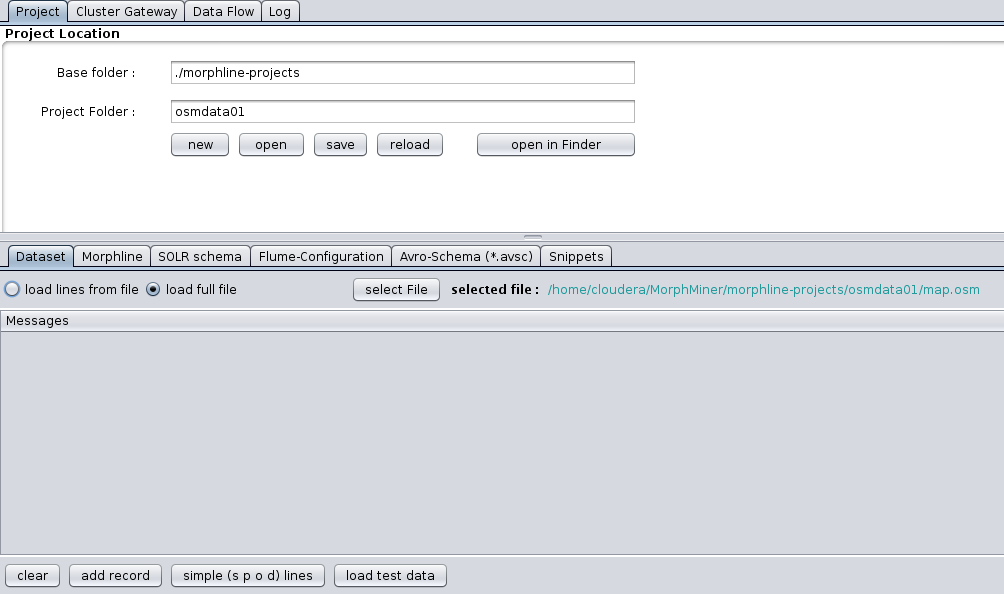 Project Cluster Gateway Data Flow Log
Project Location
Base folder : ./morphline-projects
Project Folder : osmdata01
new open save reload open in Finder
Dataset Morphline SOLR schema Flume-Configuration Avro-Schema (*.avsc) Snippets
load lines from file load full file select File selected file : /home/cloudera/MorphMiner/morphline-projects/osmdata01/map.osm
Messages
clear add record simple (s p o d) lines load test data